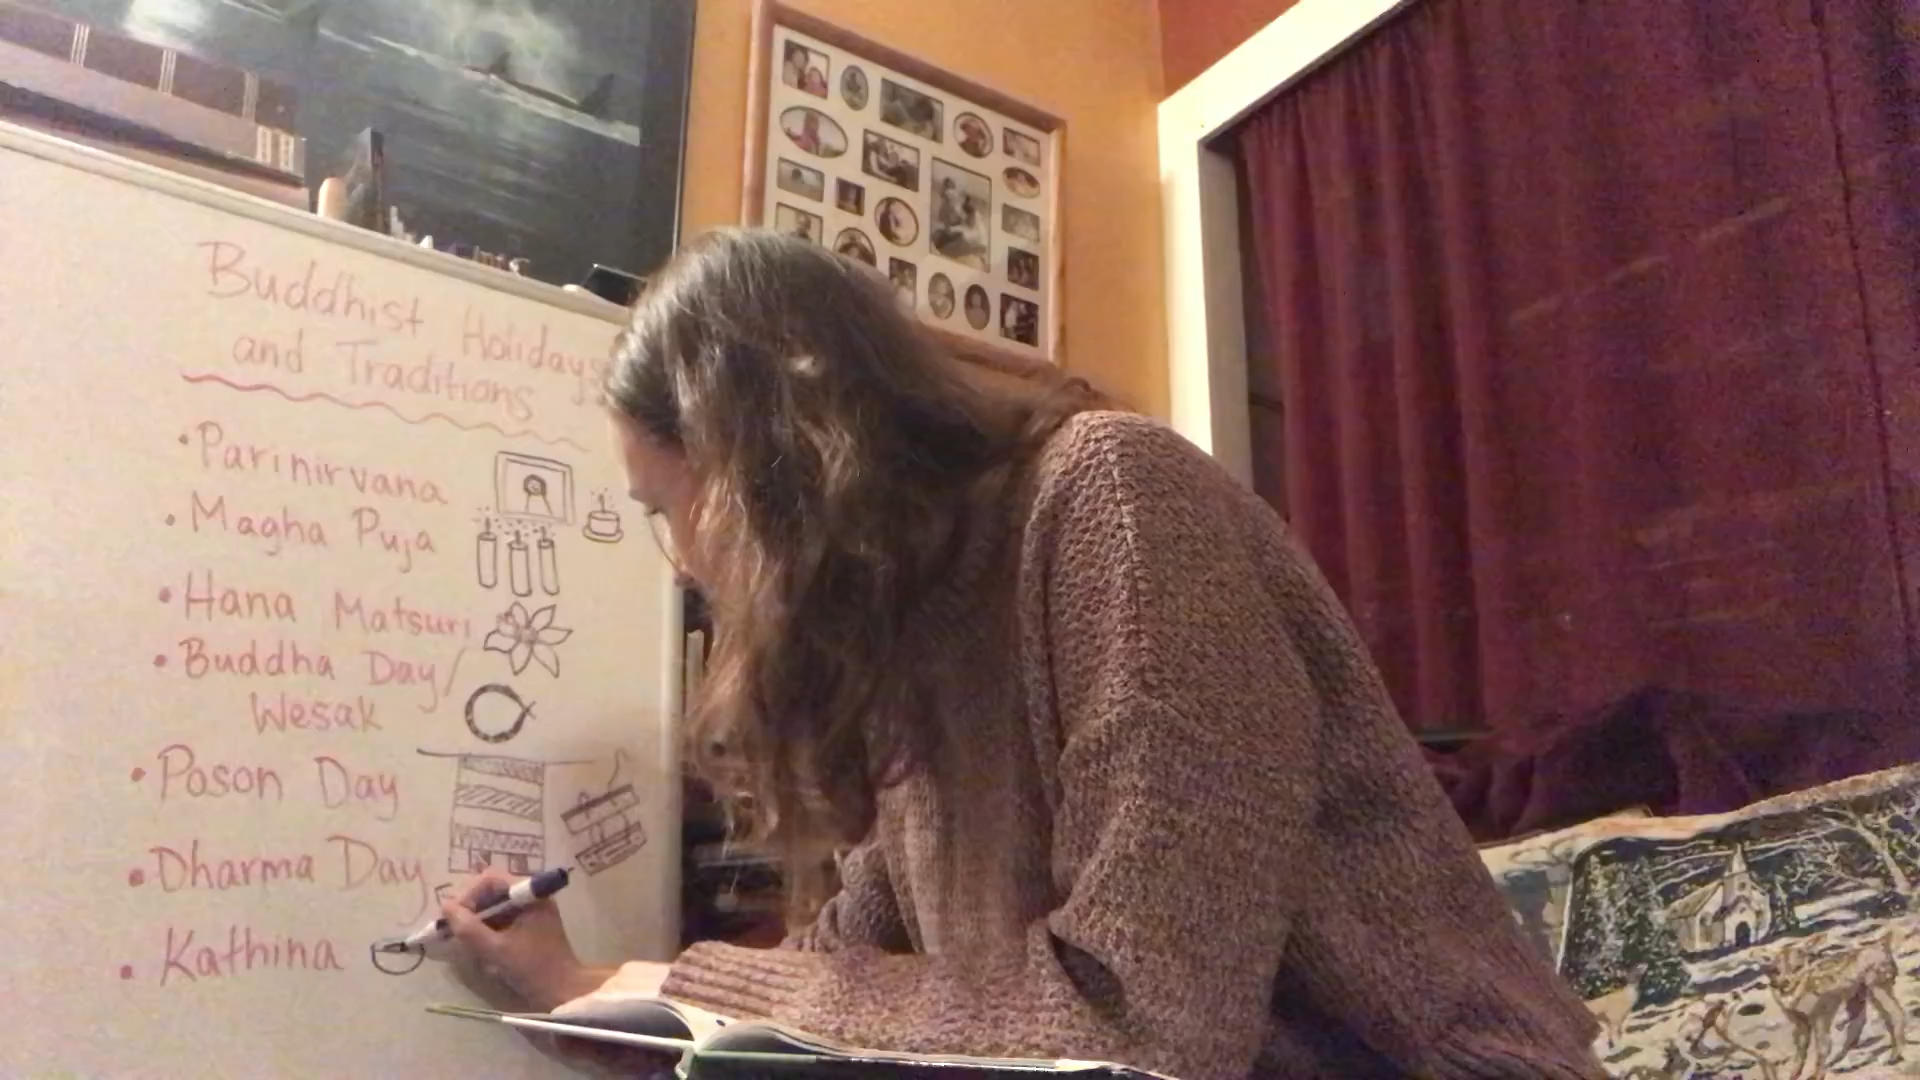 Buddhist Holidays
and Traditions
• Parinirvana
• Magha Puja
• Hana Matsuri
• Buddha Day/
Wesak
• Poson Day
• Dharma Day
• Kathina